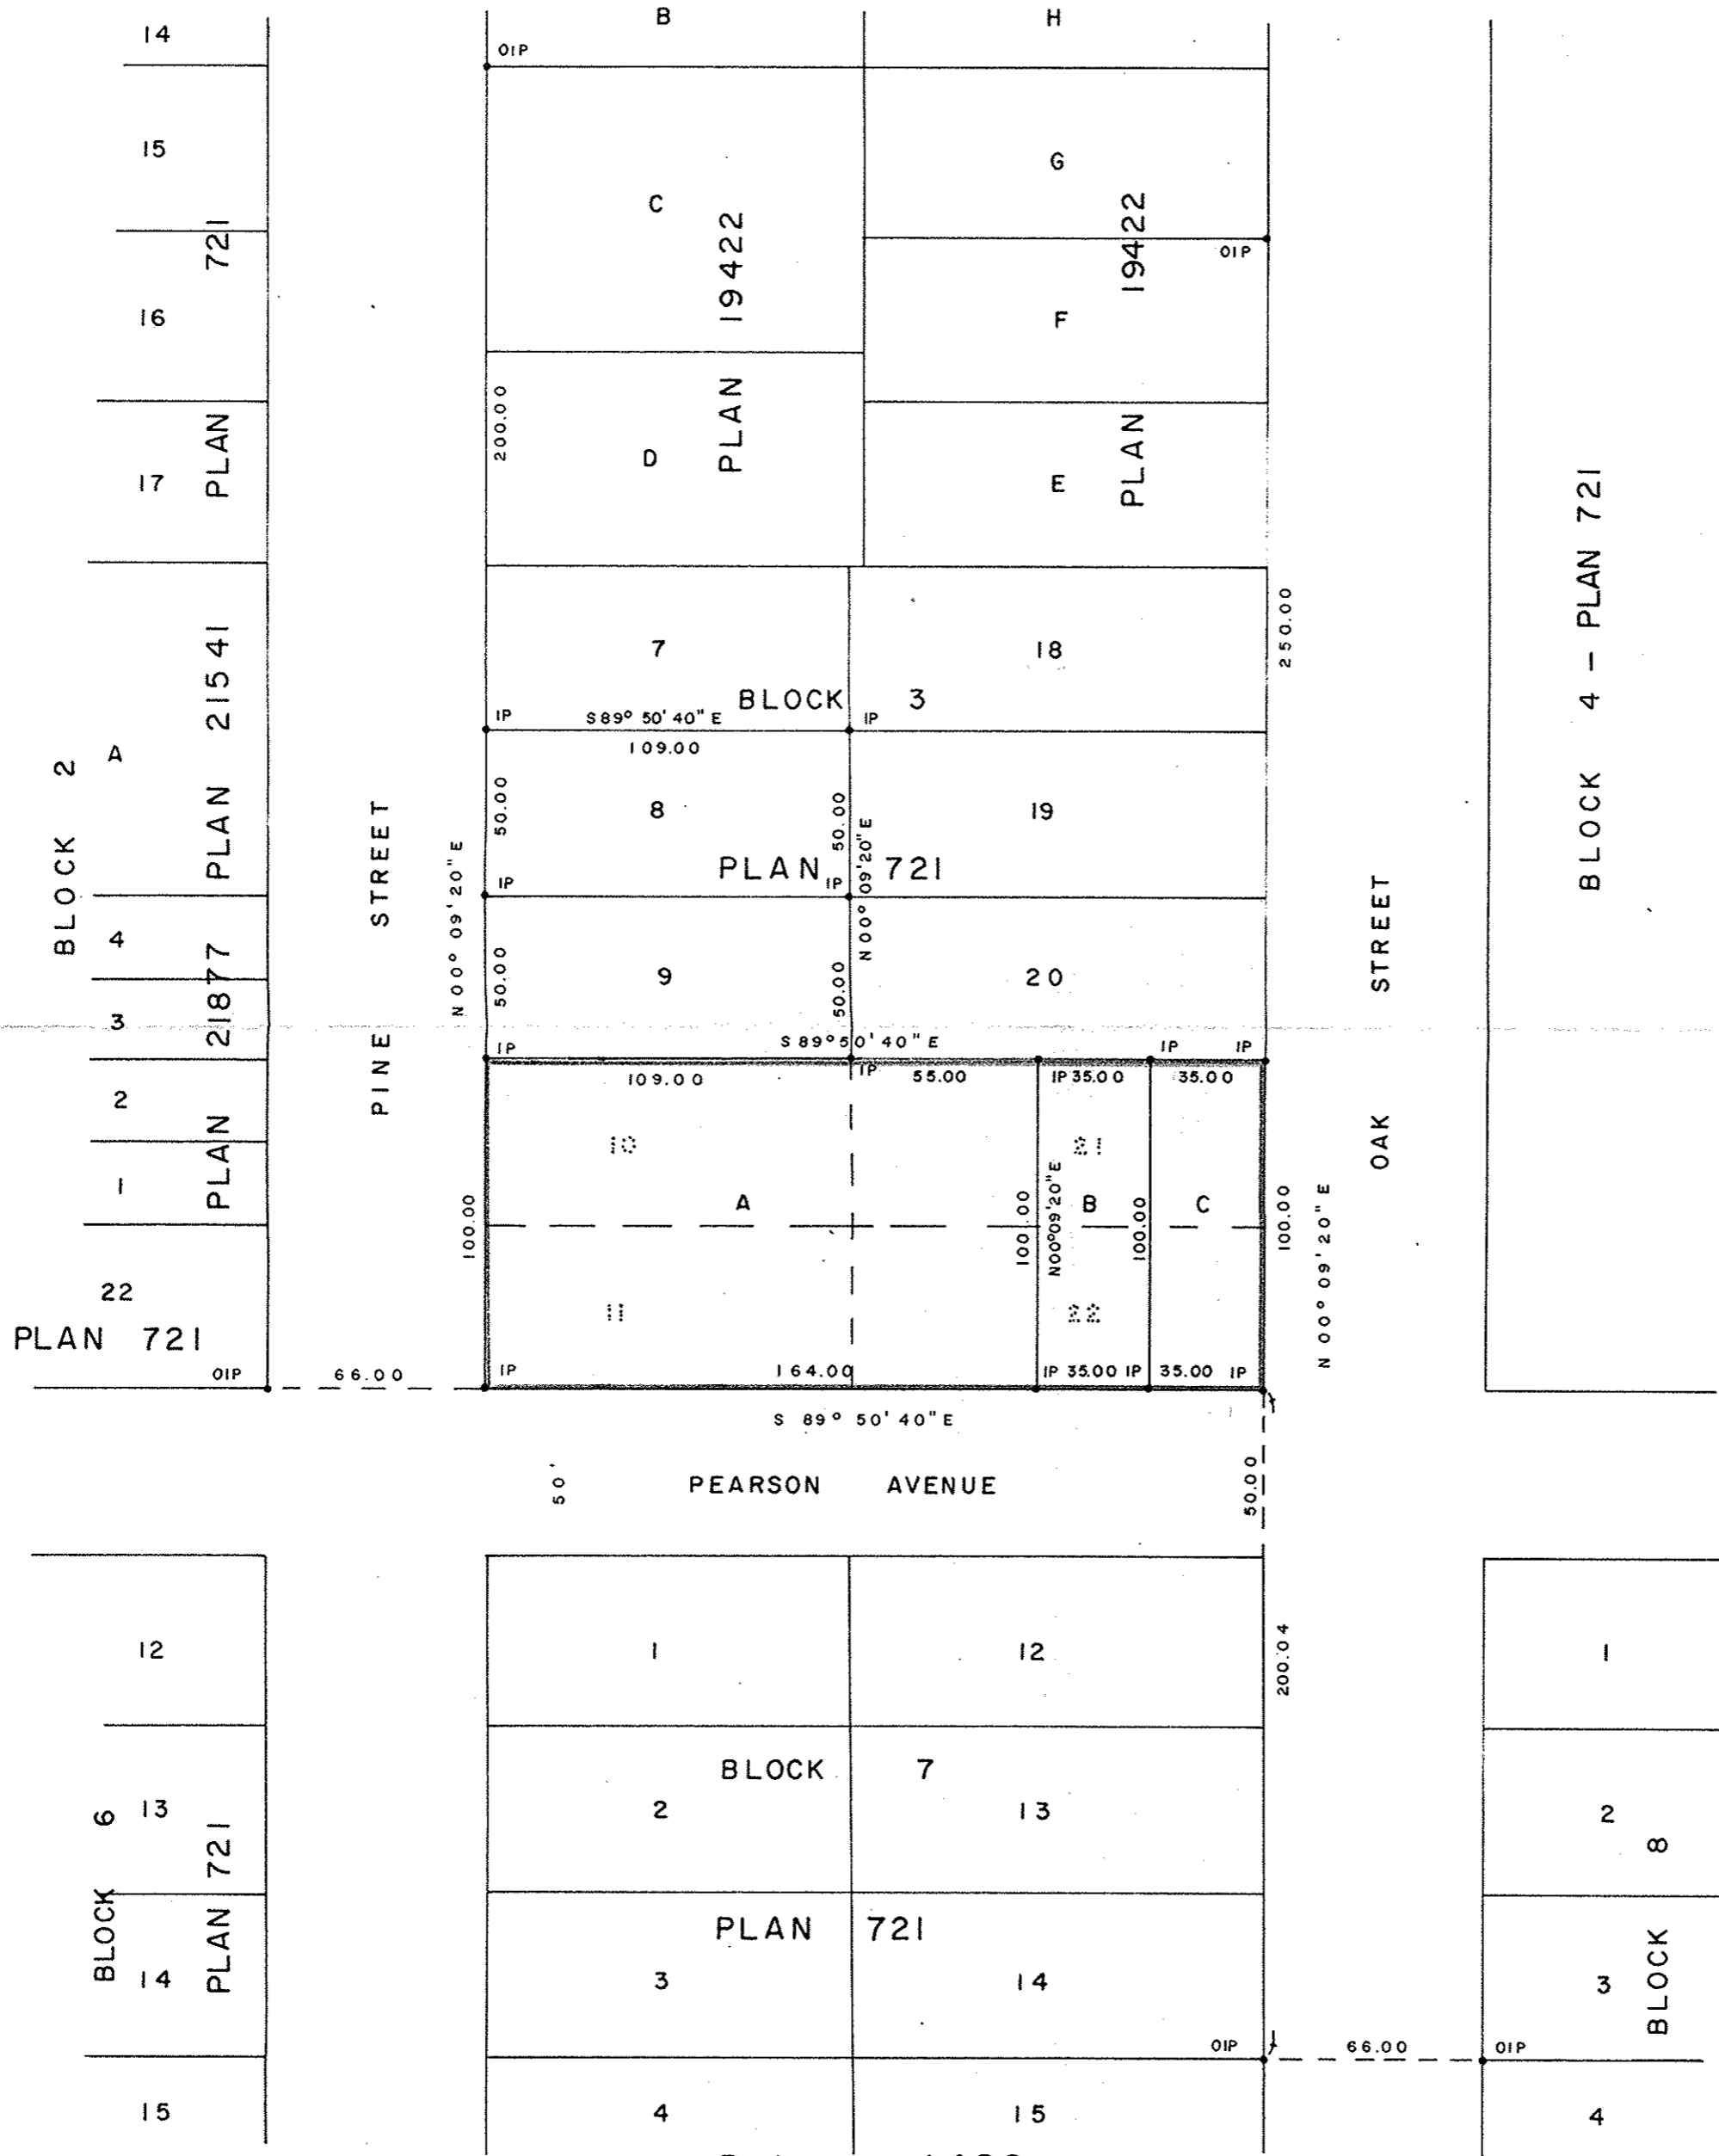 14
B
H
OIP
15
G
C
721
PLAN
19422
PLAN
19422
PLAN
OIP
16
F
200.00
17
D
E
BLOCK 4 - PLAN 721
250.00
7
18
BLOCK 3
IP
S 89° 50' 40" E
IP
109.00
PLAN 21541
A
BLOCK 2
50.00
8
50.00
19
PINE STREET
N 00° 09' 20" E
PLAN 721
IP
IP
N 00° 09' 20" E
OAK STREET
4
PLAN 21877
50.00
9
50.00
20
3
IP
S 89° 50' 40" E
IP
IP
109.00
IP
55.00
IP 35.00
35.00
2
10
21
1
100.00
A
100.00
N 00° 09' 20" E
B
100.00
C
100.00
N 00° 09' 20" E
22
11
22
PLAN 721
OIP
66.00
IP
164.00
IP 35.00 IP
35.00 IP
S 89° 50' 40" E
50'
PEARSON AVENUE
50.00
12
1
12
200.04
1
BLOCK 7
BLOCK 6
13
PLAN 721
2
13
2
BLOCK 8
PLAN 721
14
3
14
3
OIP
66.00
OIP
15
4
15
4